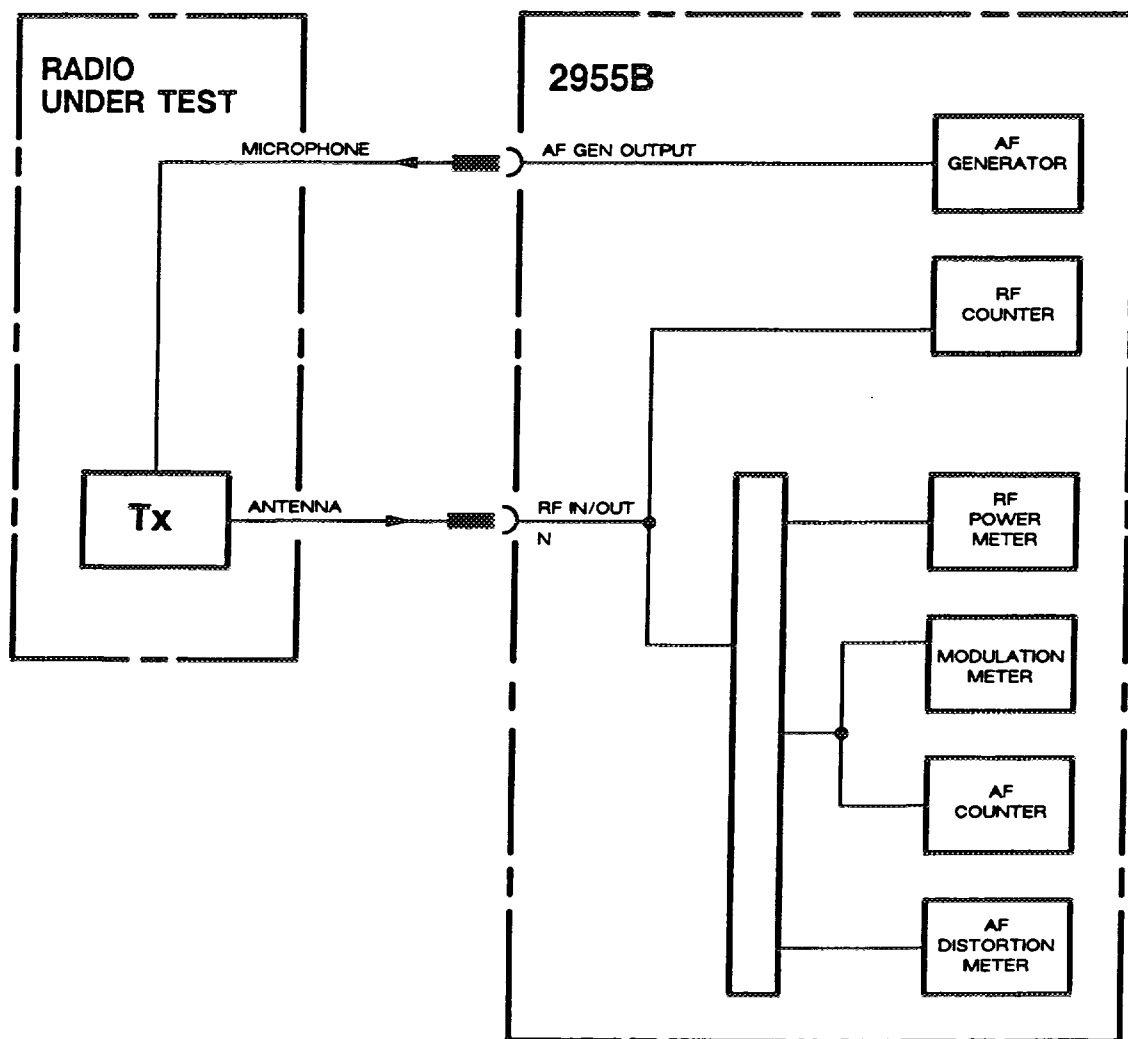 RADIO
UNDER TEST
2955B
MICROPHONE
AF GEN OUTPUT
AF
GENERATOR
RF
COUNTER
Tx
ANTENNA
RF IN/OUT
N
RF
POWER
METER
MODULATION
METER
AF
COUNTER
AF
DISTORTION
METER